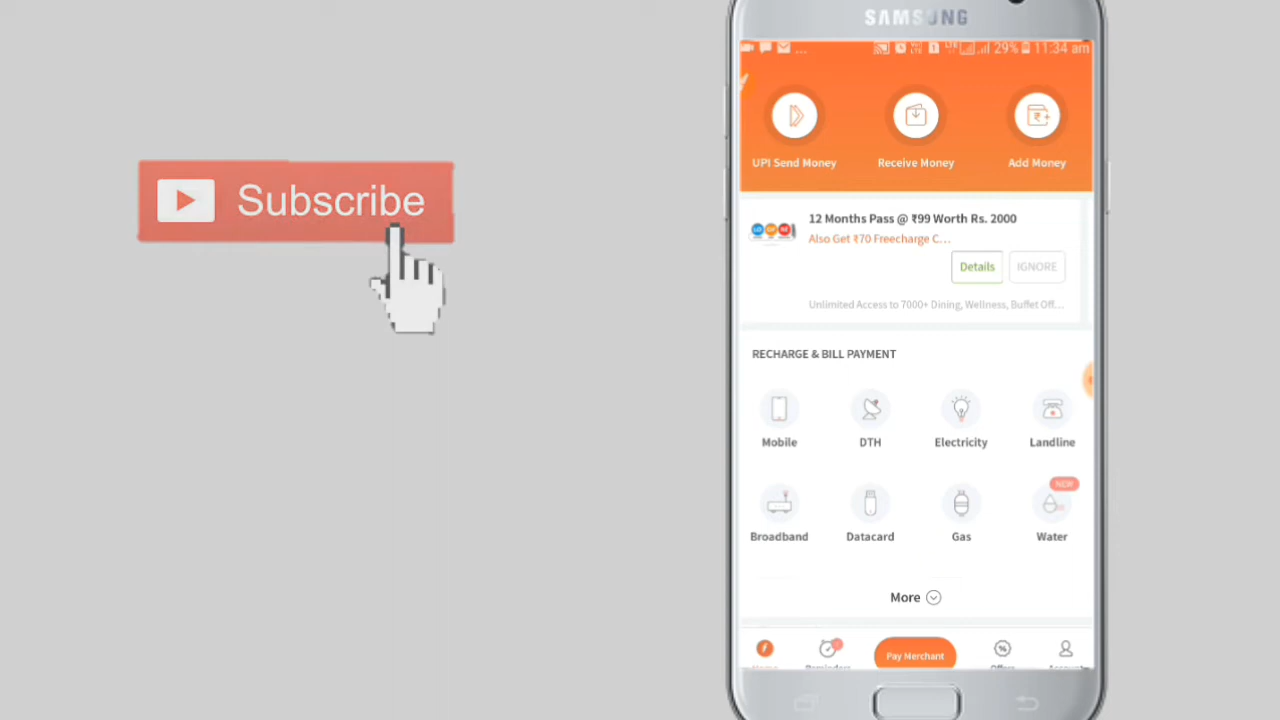 Subscribe
SAMSUNG
29% 11:34 am
UPI Send Money
Receive Money
Add Money
12 Months Pass @ ₹99 Worth Rs. 2000
Also Get ₹70 Freecharge C...
Details
IGNORE
Unlimited Access to 7000+ Dining, Wellness, Buffet Off...
RECHARGE & BILL PAYMENT
Mobile
DTH
Electricity
Landline
NEW
Broadband
Datacard
Gas
Water
More
Pay Merchant